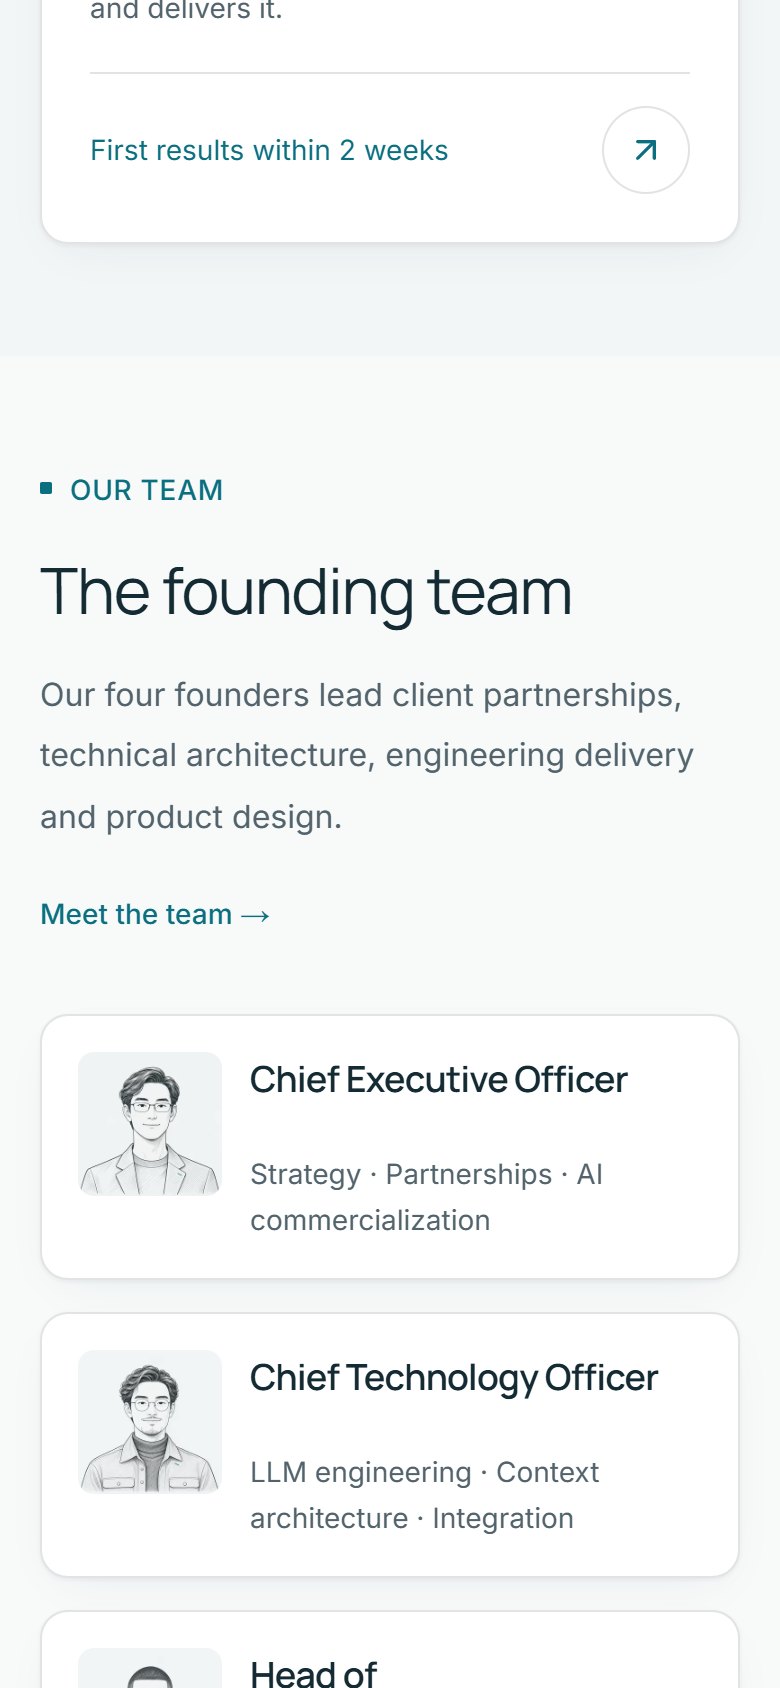 and delivers it.
First results within 2 weeks
OUR TEAM
The founding team
Our four founders lead client partnerships,
technical architecture, engineering delivery
and product design.
Meet the team →
Chief Executive Officer
Strategy · Partnerships · AI
commercialization
Chief Technology Officer
LLM engineering · Context
architecture · Integration
Head of